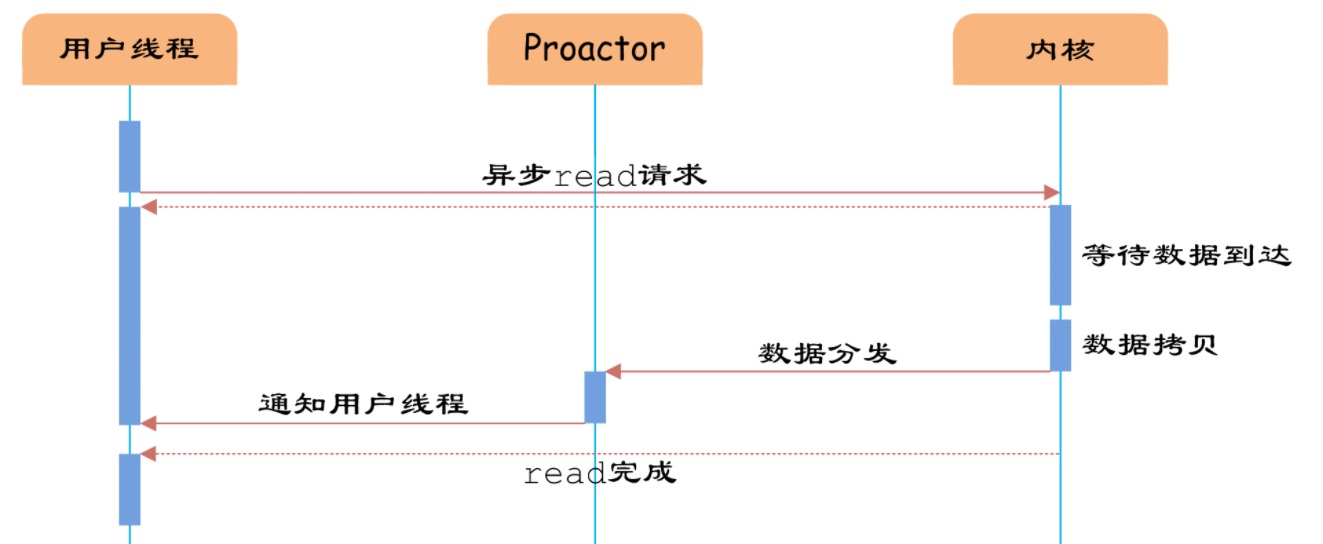 用户线程
Proactor
内核
异步read请求
等待数据到达
数据分发
数据拷贝
通知用户线程
read完成